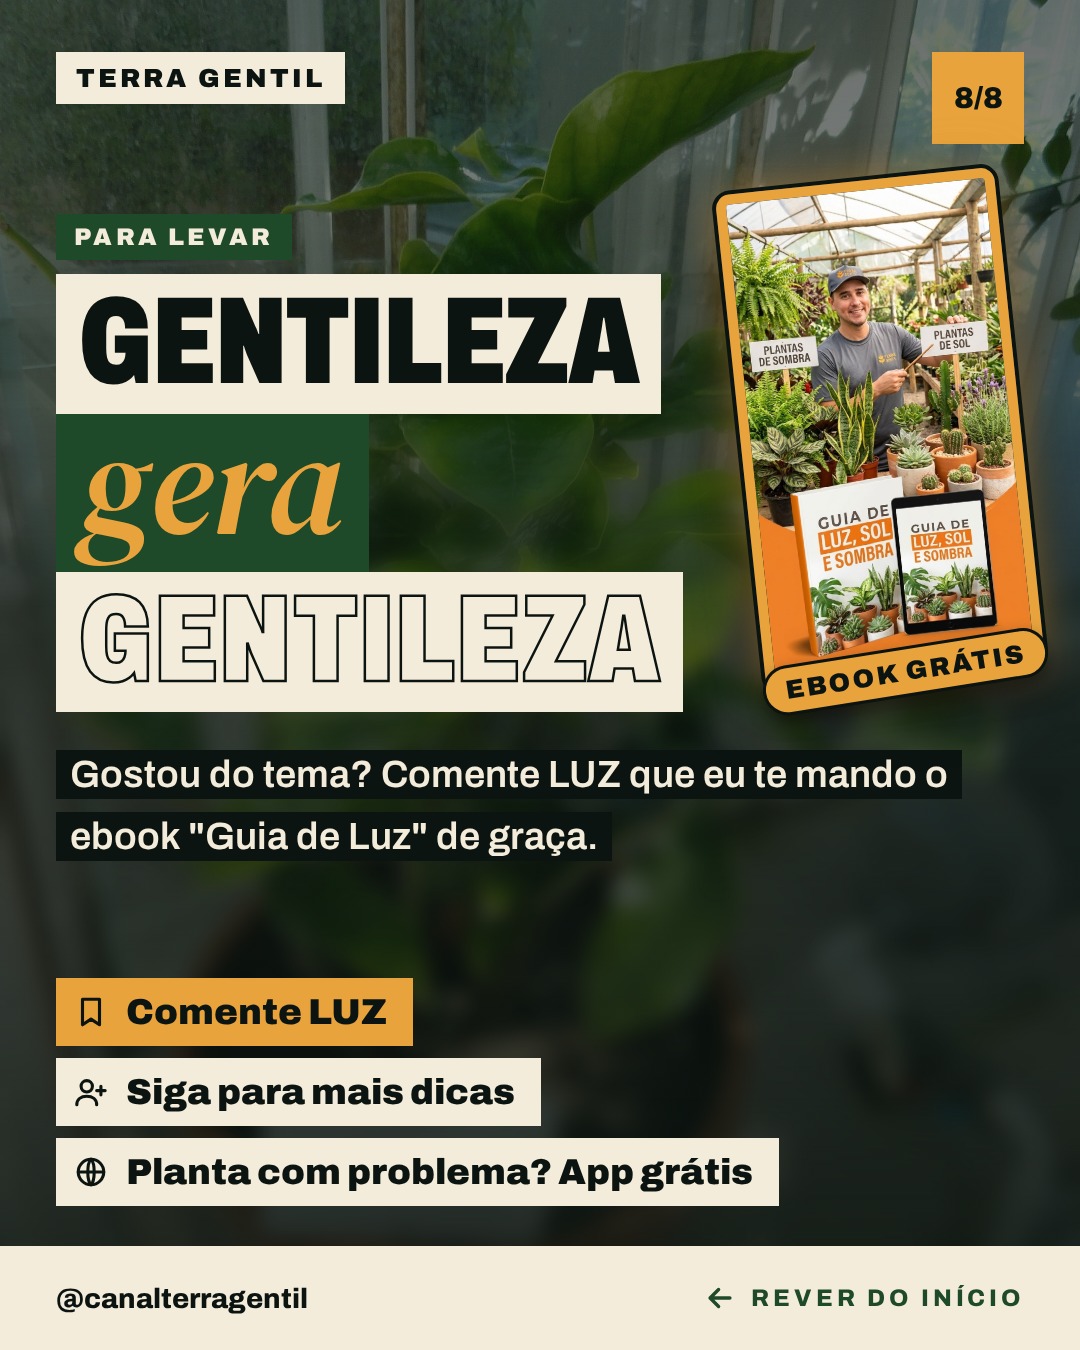 TERRA GENTIL
8/8
PARA LEVAR
GENTILEZA
gera
GENTILEZA
PLANTAS
DE SOMBRA
PLANTAS
DE SOL
GUIA DE
LUZ, SOL
E SOMBRA
GUIA DE
LUZ, SOL
E SOMBRA
EBOOK GRÁTIS
Gostou do tema? Comente LUZ que eu te mando o
ebook "Guia de Luz" de graça.
Comente LUZ
Siga para mais dicas
Planta com problema? App grátis
@canalterragentil
← REVER DO INÍCIO